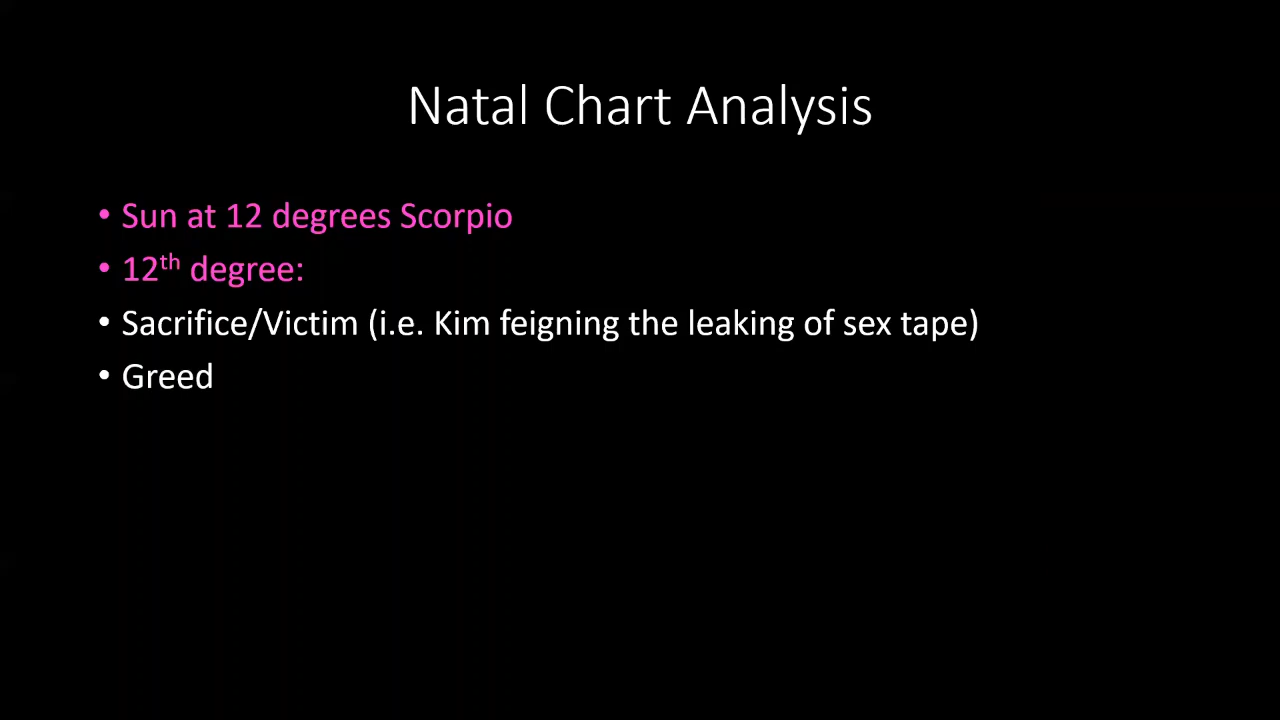 Natal Chart Analysis
• Sun at 12 degrees Scorpio
• 12th degree:
• Sacrifice/Victim (i.e. Kim feigning the leaking of sex tape)
• Greed